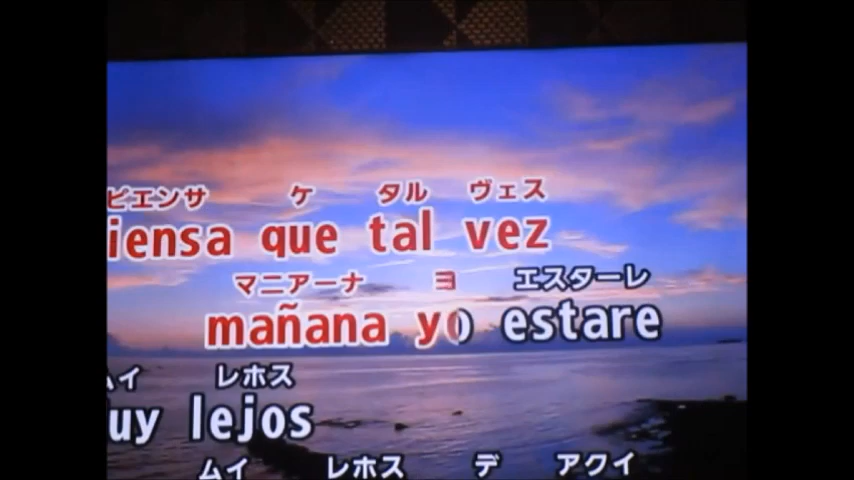 ピエンサ ケ タル ヴェス
iensa que tal vez
マニアーナ ヨ エスターレ
mañana yo estare
ムイ レホス
uy lejos
ムイ レホス デ アクイ